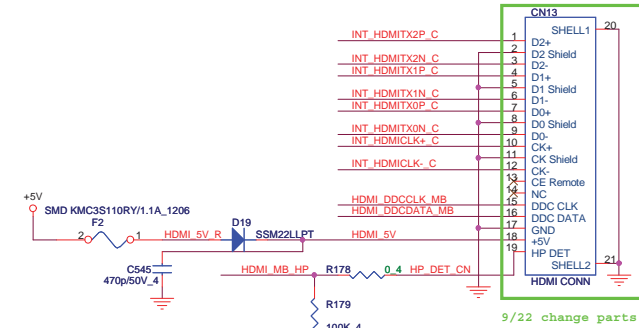 CN13
SHELL1 20
INT_HDMITX2P_C 1 D2+
2 D2 Shield
INT_HDMITX2N_C 3 D2-
INT_HDMITX1P_C 4 D1+
5 D1 Shield
INT_HDMITX1N_C 6 D1-
INT_HDMITX0P_C 7 D0+
8 D0 Shield
INT_HDMITX0N_C 9 D0-
INT_HDMICLK+_C 10 CK+
11 CK Shield
INT_HDMICLK-_C 12 CK-
13 CE Remote
14 NC
HDMI_DDCCLK_MB 15 DDC CLK
HDMI_DDCDATA_MB 16 DDC DATA
17 GND
HDMI_5V 18 +5V
19 HP DET
SHELL2 21
HDMI CONN
+5V
SMD KMC3S110RY/1.1A_1206
F2
2 1
HDMI_5V_R
D19
SSM22LLPT
C545
470p/50V_4
HDMI_MB_HP
R178 0_4 HP_DET_CN
R179
100K_4
9/22 change parts